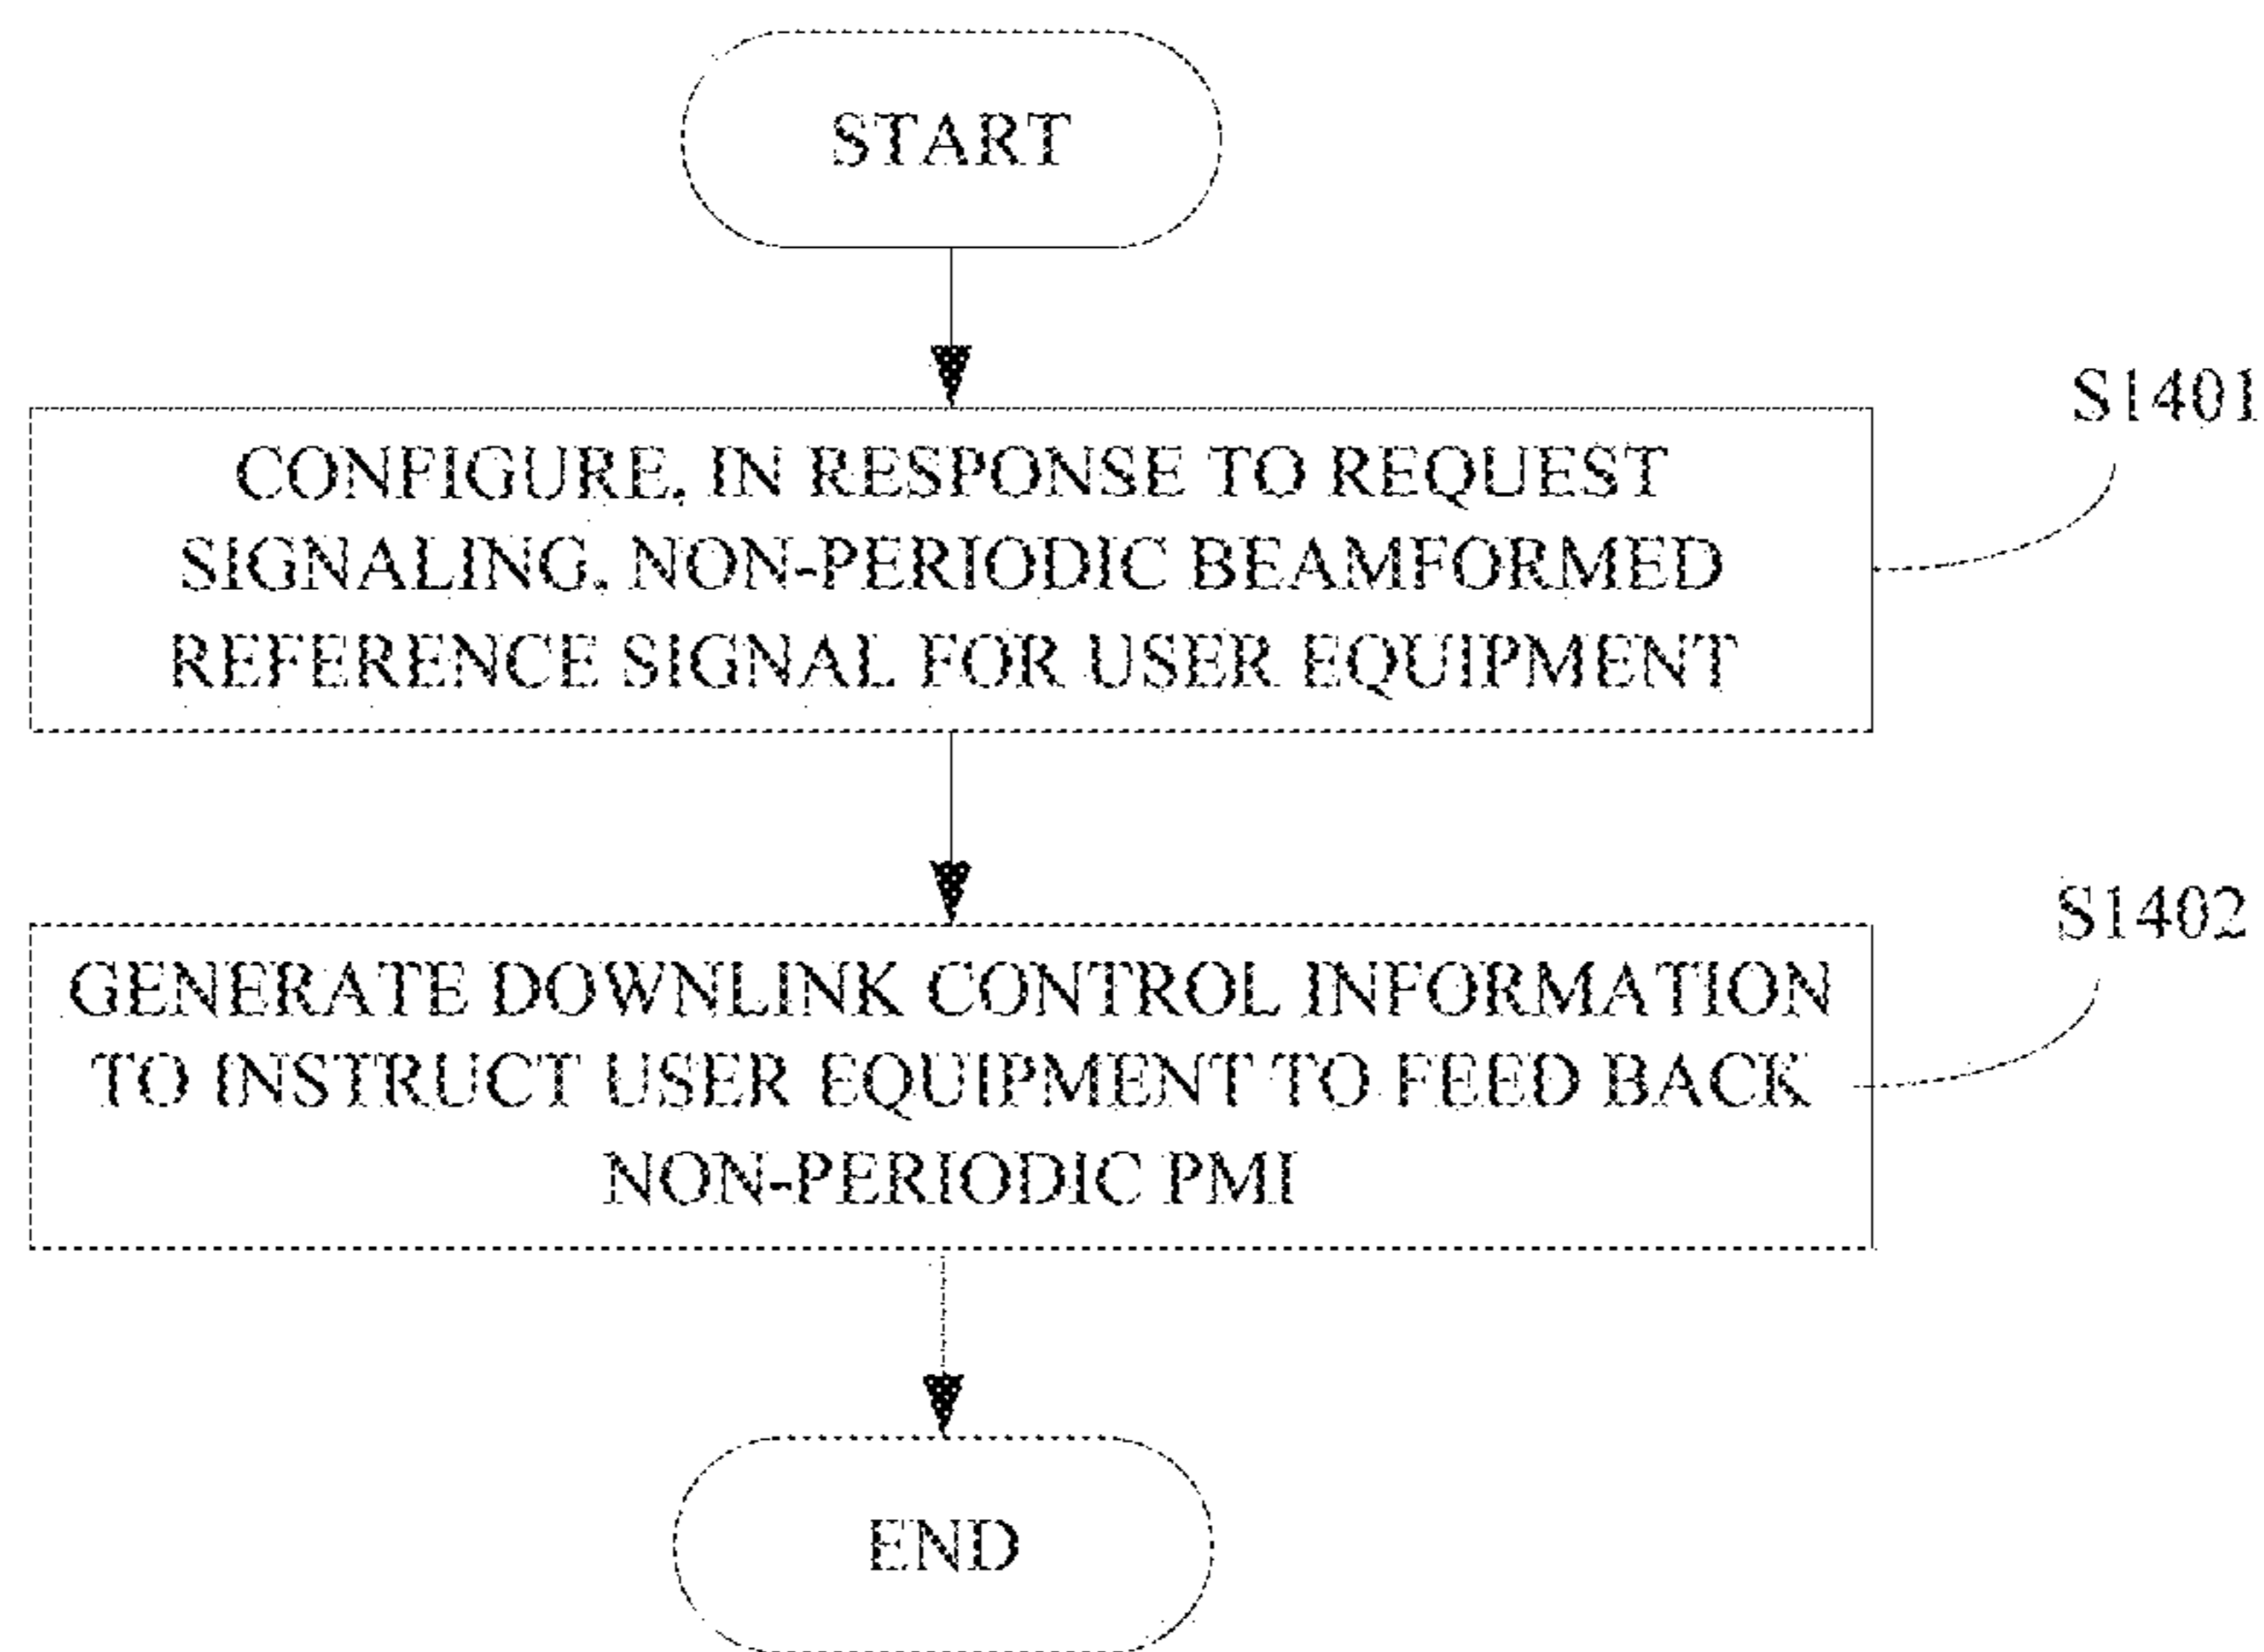 START
S1401
CONFIGURE, IN RESPONSE TO REQUEST
SIGNALING, NON-PERIODIC BEAMFORMED
REFERENCE SIGNAL FOR USER EQUIPMENT
S1402
GENERATE DOWNLINK CONTROL INFORMATION
TO INSTRUCT USER EQUIPMENT TO FEED BACK
NON-PERIODIC PMI
END